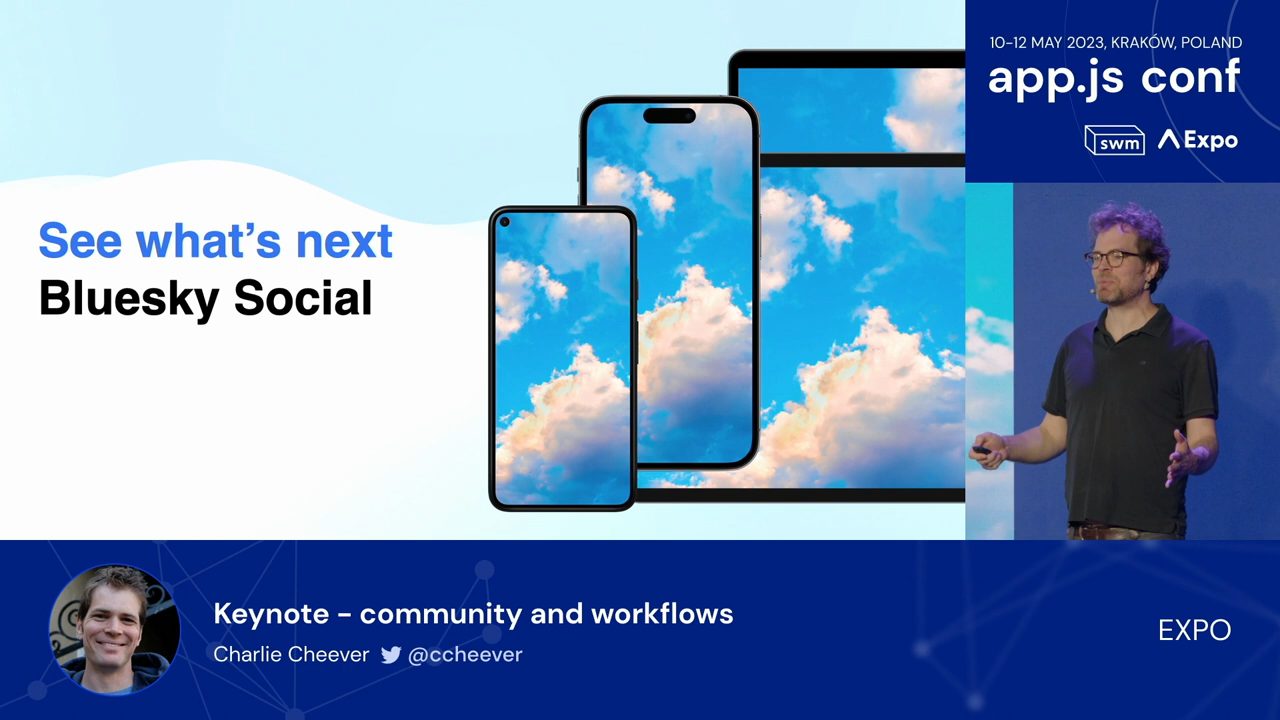 See what's next
Bluesky Social
10-12 MAY 2023, KRAKÓW, POLAND
app.js conf
swm Expo
Keynote - community and workflows
Charlie Cheever @ccheever
EXPO